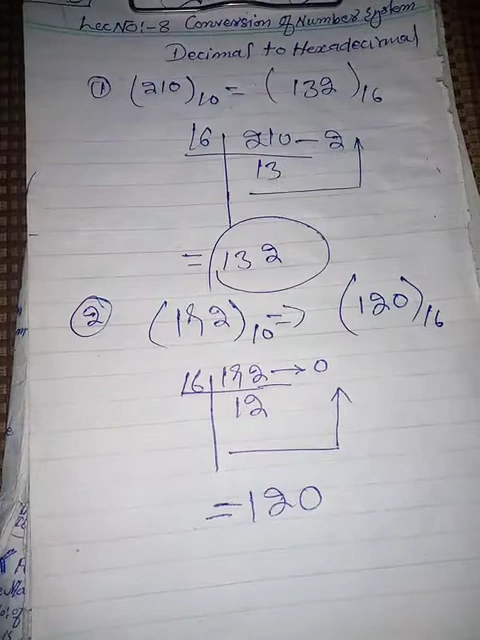 Lec NO:- 8 Conversion of Number System
Decimal to Hexadecimal
① (210)10 = (132)16
16 210 - 2
13
= 132
② (192)10 => (120)16
16 192 → 0
12
= 120